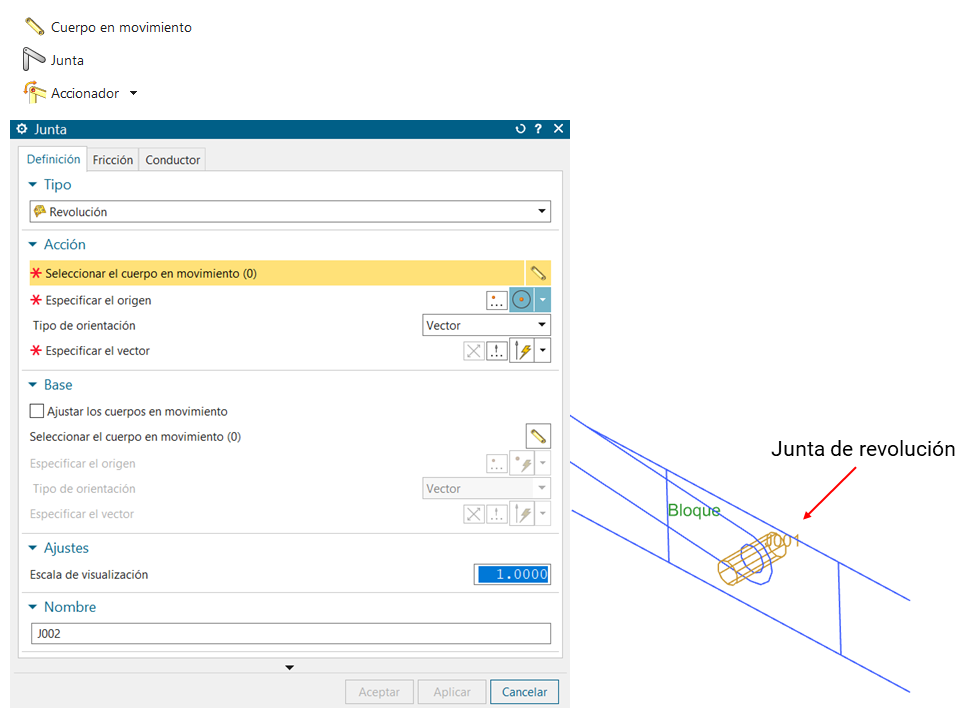 Cuerpo en movimiento
Junta
Accionador
Junta
Definición Fricción Conductor
Tipo
Revolución
Acción
Seleccionar el cuerpo en movimiento (0)
Especificar el origen
Tipo de orientación Vector
Especificar el vector
Base
Ajustar los cuerpos en movimiento
Seleccionar el cuerpo en movimiento (0)
Especificar el origen
Tipo de orientación Vector
Especificar el vector
Ajustes
Escala de visualización 1.0000
Nombre
J002
Aceptar Aplicar Cancelar
Junta de revolución
Bloque
J001